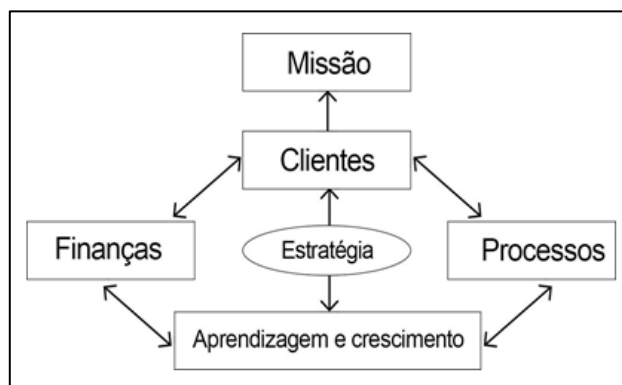 Missão
Clientes
Finanças
Estratégia
Processos
Aprendizagem e crescimento